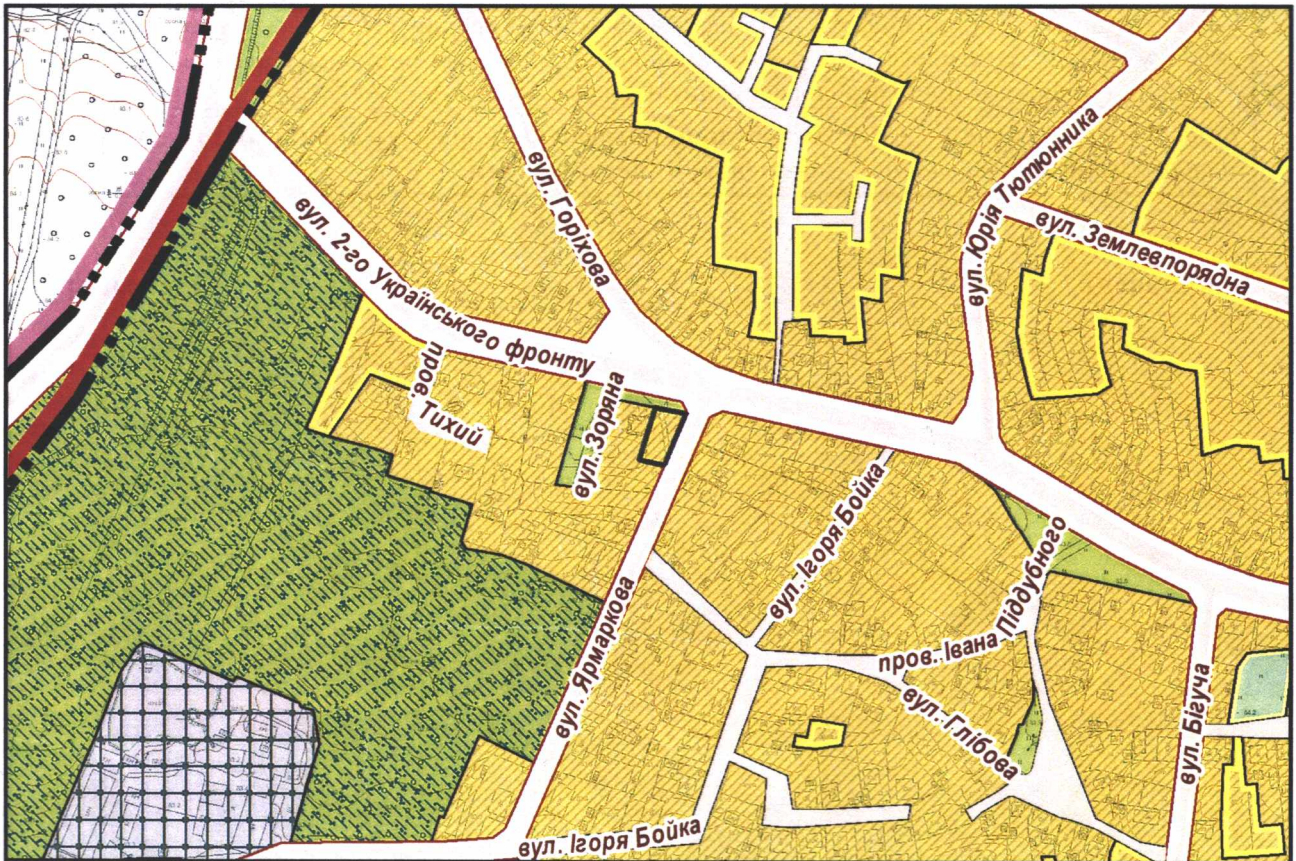 вул. Горіхова
вул. Юрія Тютюнника
вул. Землевпорядна
вул. 2-го Українського фронту
пров.
Тихий
вул. Зоряна
вул. Ігоря Бойка
пров. Івана Піддубного
вул. Ярмаркова
вул. Глібова
вул. Бігуча
вул. Ігоря Бойка